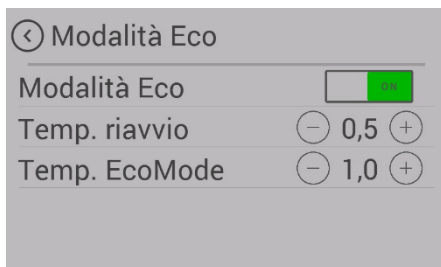 Modalità Eco
Modalità Eco ON
Temp. riavvio - 0,5 +
Temp. EcoMode - 1,0 +